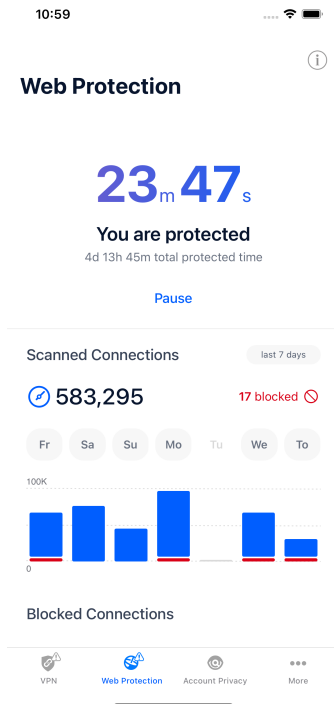 10:59
Web Protection
23m 47s
You are protected
4d 13h 45m total protected time
Pause
Scanned Connections last 7 days
583,295 17 blocked
Fr Sa Su Mo Tu We To
100K
0
Blocked Connections
VPN Web Protection Account Privacy More